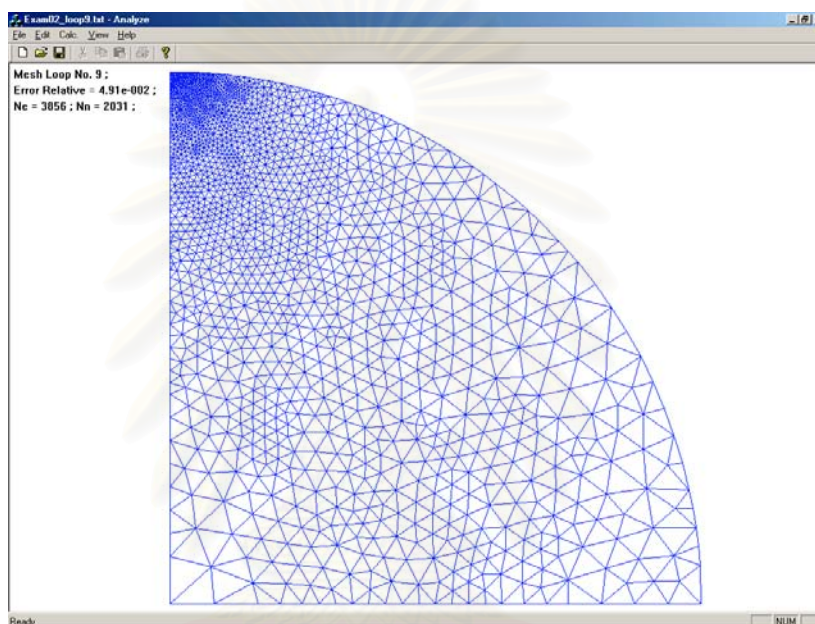 Exam02_loop9.txt - Analyze
File Edit Calc. View Help
Mesh Loop No. 9 ;
Error Relative = 4.91e-002 ;
Ne = 3856 ; Nn = 2031 ;
Ready
NUM